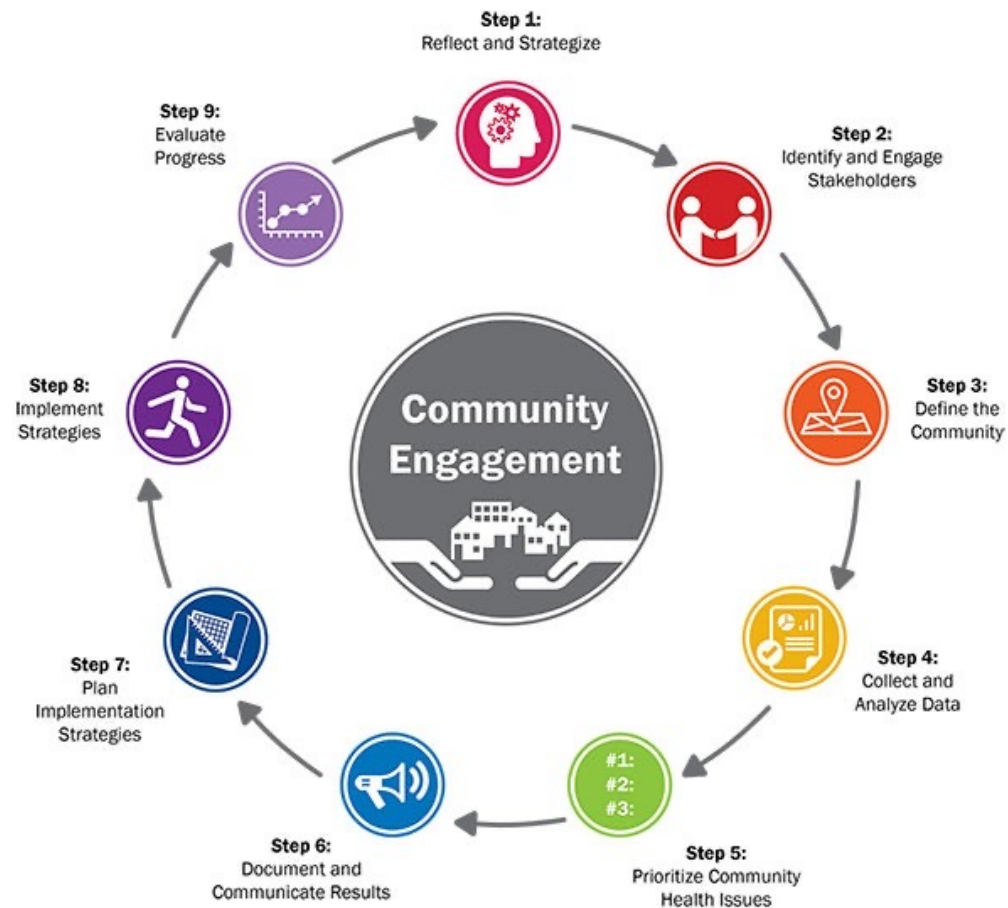 Step 1:
Reflect and Strategize
Step 2:
Identify and Engage
Stakeholders
Step 3:
Define the
Community
Step 4:
Collect and
Analyze Data
Step 5:
Prioritize Community
Health Issues
#1:
#2:
#3:
Step 6:
Document and
Communicate Results
Step 7:
Plan
Implementation
Strategies
Step 8:
Implement
Strategies
Step 9:
Evaluate
Progress
Community
Engagement